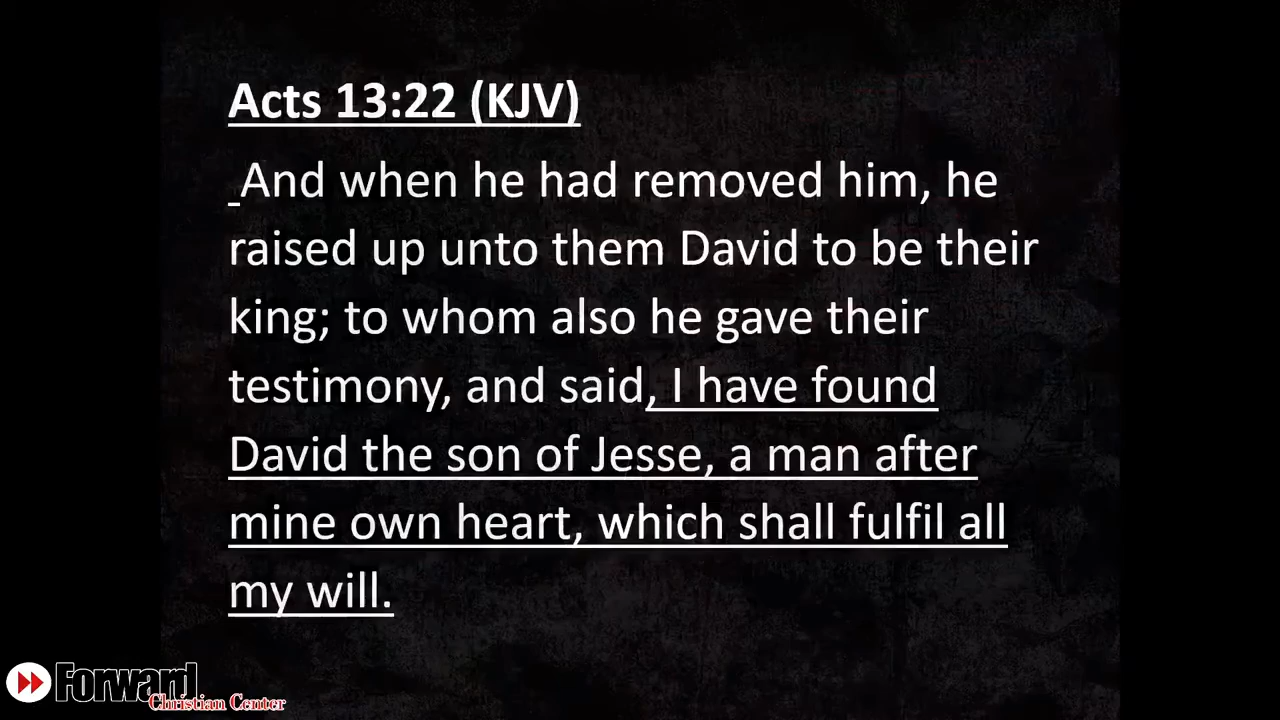 Acts 13:22 (KJV)
And when he had removed him, he
raised up unto them David to be their
king; to whom also he gave their
testimony, and said, I have found
David the son of Jesse, a man after
mine own heart, which shall fulfil all
my will.
Forward
Christian Center